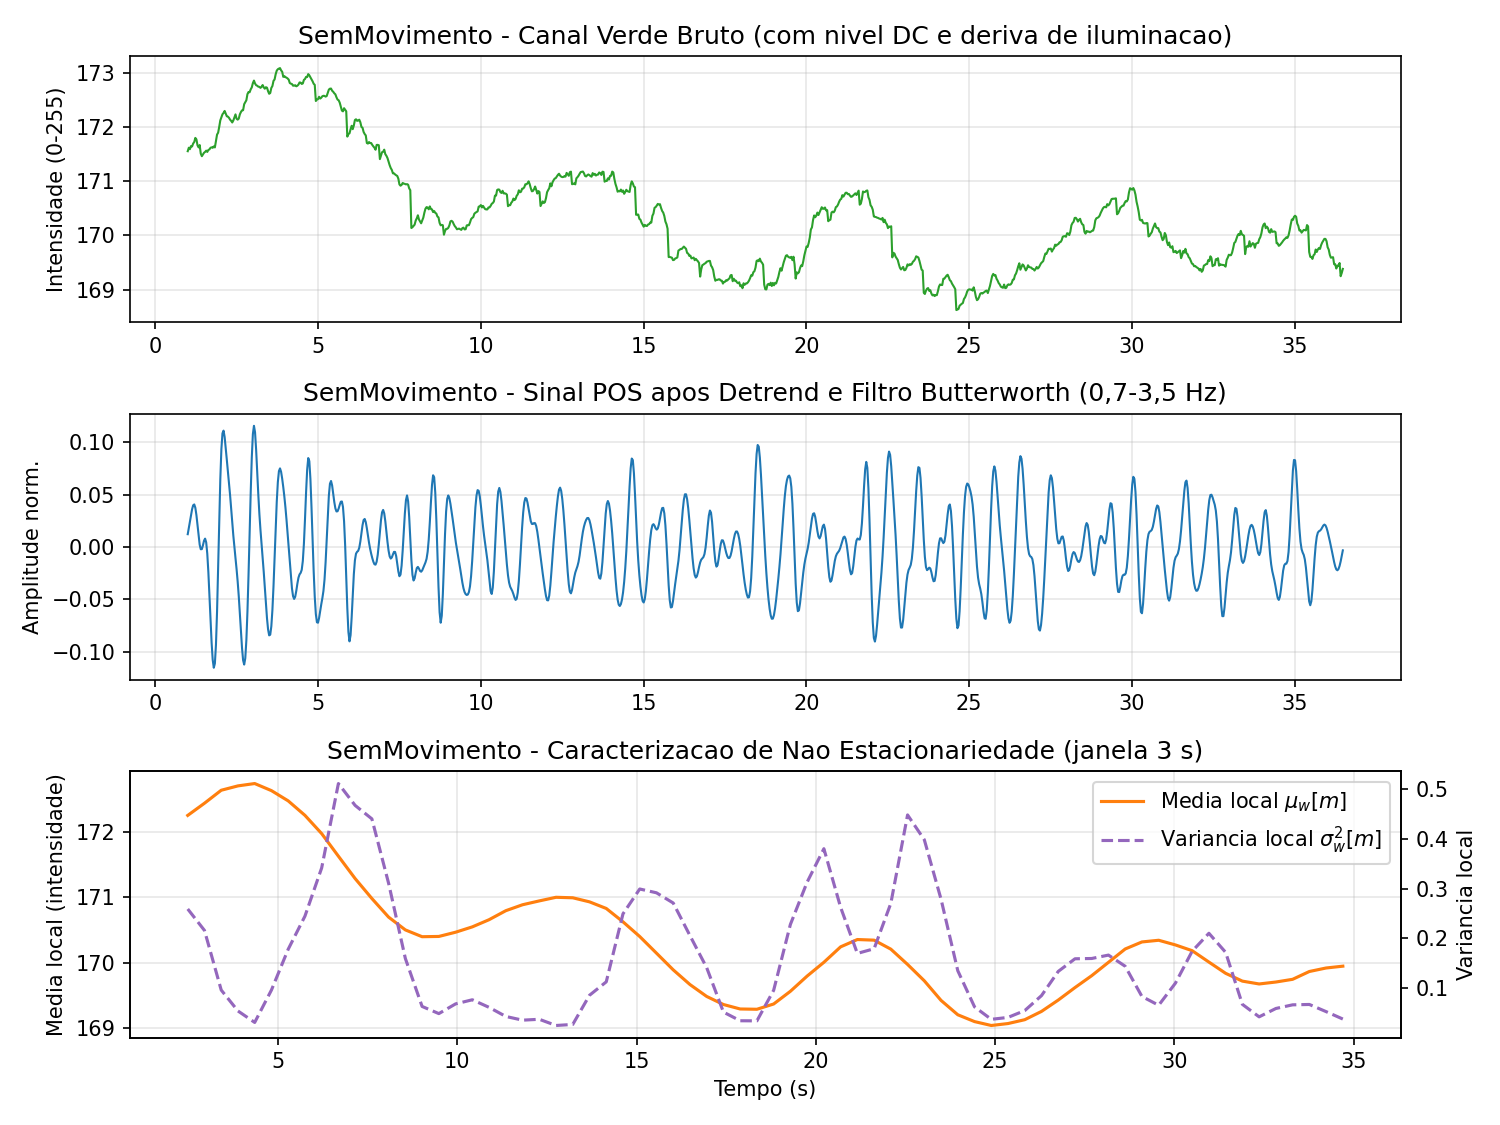 SemMovimento - Canal Verde Bruto (com nivel DC e deriva de iluminacao)
Intensidade (0-255)
173
172
171
170
169
0 5 10 15 20 25 30 35
SemMovimento - Sinal POS apos Detrend e Filtro Butterworth (0,7-3,5 Hz)
Amplitude norm.
0.10
0.05
0.00
−0.05
−0.10
0 5 10 15 20 25 30 35
SemMovimento - Caracterizacao de Nao Estacionariedade (janela 3 s)
Media local (intensidade)
172
171
170
169
Media local μ_w[m]
Variancia local σ²_w[m]
0.5
0.4
0.3
0.2
0.1
Variancia local
5 10 15 20 25 30 35
Tempo (s)